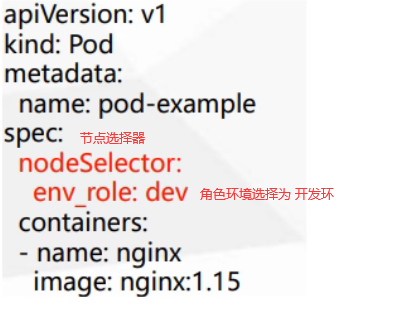 apiVersion: v1
kind: Pod
metadata:
  name: pod-example
spec: 节点选择器
  nodeSelector:
    env_role: dev 角色环境选择为 开发环
  containers:
  - name: nginx
    image: nginx:1.15